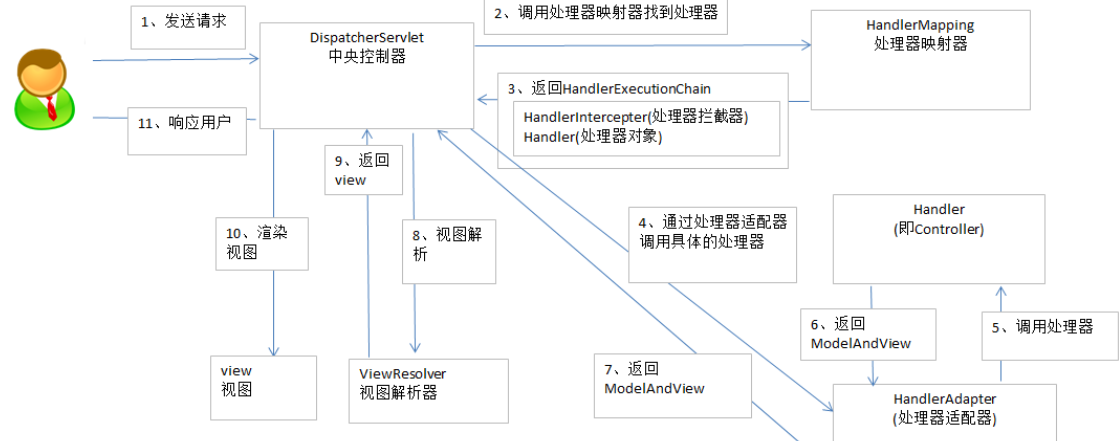 1、发送请求
DispatcherServlet
中央控制器
2、调用处理器映射器找到处理器
HandlerMapping
处理器映射器
3、返回HandlerExecutionChain
HandlerIntercepter(处理器拦截器)
Handler(处理器对象)
11、响应用户
9、返回
view
10、渲染
视图
8、视图解
析
4、通过处理器适配器
调用具体的处理器
Handler
(即Controller)
6、返回
ModelAndView
5、调用处理器
7、返回
ModelAndView
view
视图
ViewResolver
视图解析器
HandlerAdapter
(处理器适配器)